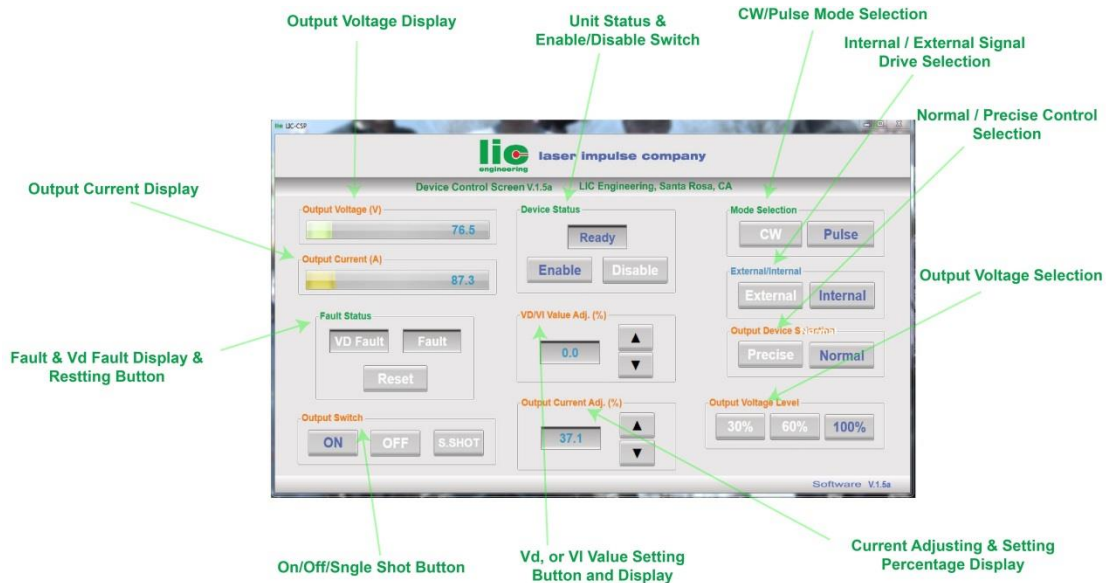 Output Voltage Display
Unit Status &
Enable/Disable Switch
CW/Pulse Mode Selection
Internal / External Signal
Drive Selection
Normal / Precise Control
Selection
Output Current Display
Output Voltage Selection
Fault & Vd Fault Display &
Restting Button
On/Off/Sngle Shot Button
Vd, or VI Value Setting
Button and Display
Current Adjusting & Setting
Percentage Display
lic LIC-CSP
lic
engineering
laser impulse company
Device Control Screen V.1.5a
LIC Engineering, Santa Rosa, CA
Output Voltage (V)
76.5
Output Current (A)
87.3
Fault Status
VD Fault
Fault
Reset
Output Switch
ON
OFF
S.SHOT
Device Status
Ready
Enable
Disable
VD/VI Value Adj. (%)
0.0
▲
▼
Output Current Adj. (%)
37.1
▲
▼
Mode Selection
CW
Pulse
External/Internal
External
Internal
Output Device S
Precise
Normal
Output Voltage Level
30%
60%
100%
Software V.1.5a